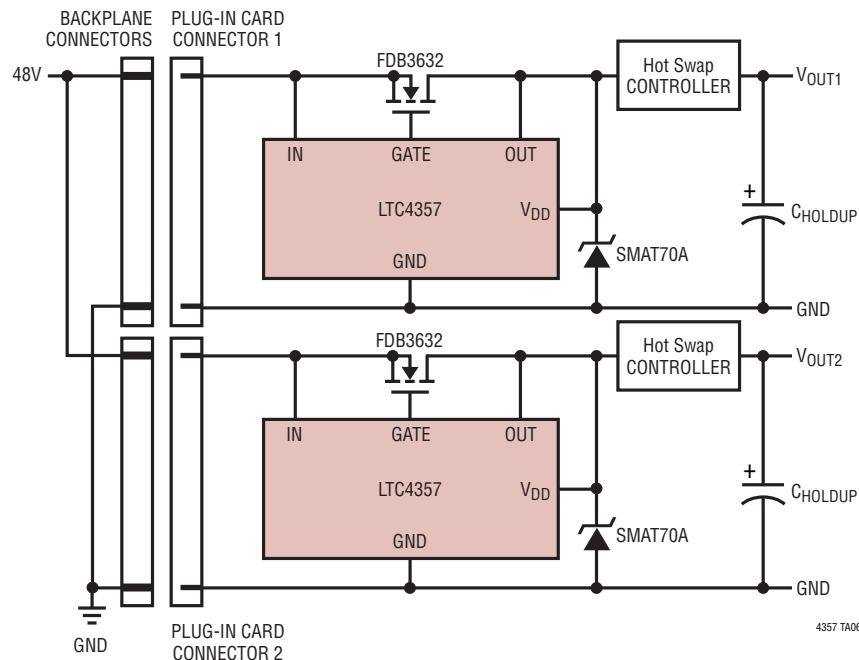 BACKPLANE
CONNECTORS
PLUG-IN CARD
CONNECTOR 1
48V
FDB3632
Hot Swap
CONTROLLER
VOUT1
IN
GATE
OUT
LTC4357
VDD
GND
SMAT70A
+
CHOLDUP
GND
FDB3632
Hot Swap
CONTROLLER
VOUT2
IN
GATE
OUT
LTC4357
VDD
GND
SMAT70A
+
CHOLDUP
GND
GND
PLUG-IN CARD
CONNECTOR 2
4357 TA06